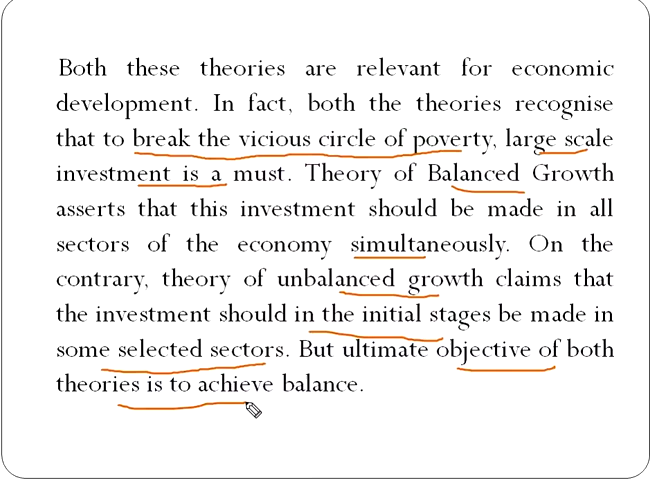 Both these theories are relevant for economic
development. In fact, both the theories recognise
that to break the vicious circle of poverty, large scale
investment is a must. Theory of Balanced Growth
asserts that this investment should be made in all
sectors of the economy simultaneously. On the
contrary, theory of unbalanced growth claims that
the investment should in the initial stages be made in
some selected sectors. But ultimate objective of both
theories is to achieve balance.